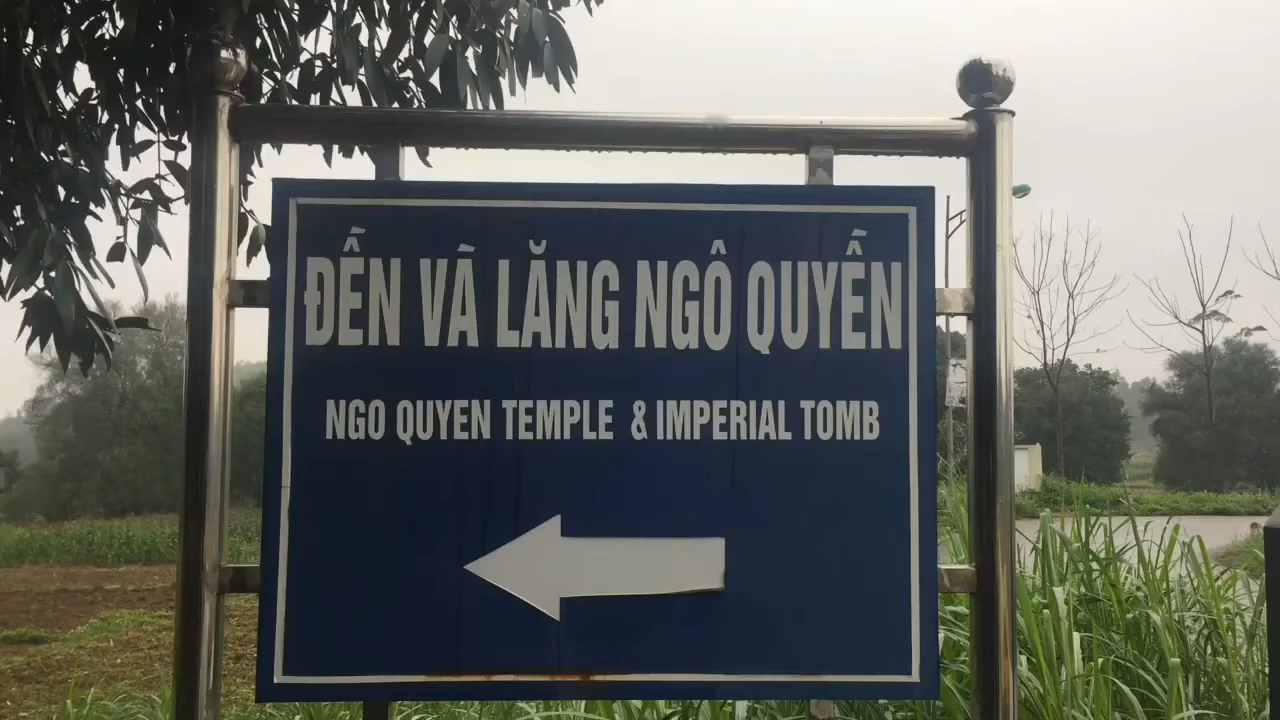 ĐỀN VÀ LĂNG NGÔ QUYỀN
NGO QUYEN TEMPLE & IMPERIAL TOMB